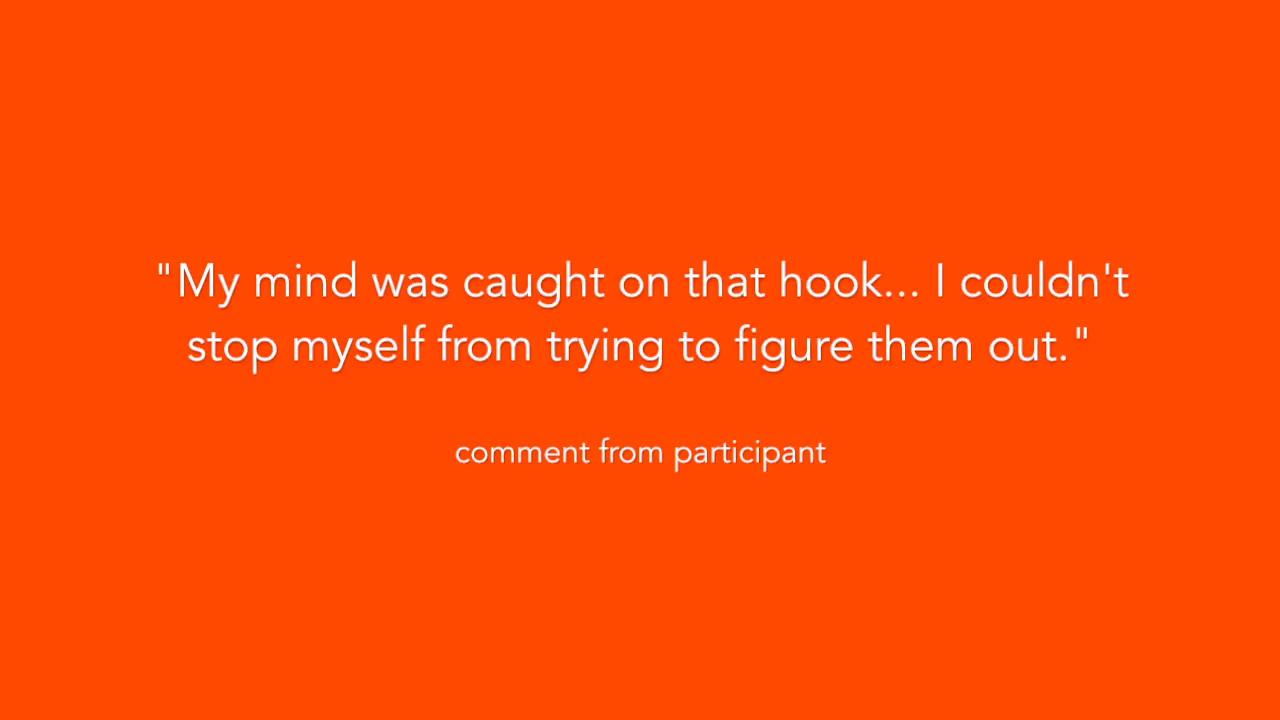 "My mind was caught on that hook... I couldn't
stop myself from trying to figure them out."
comment from participant